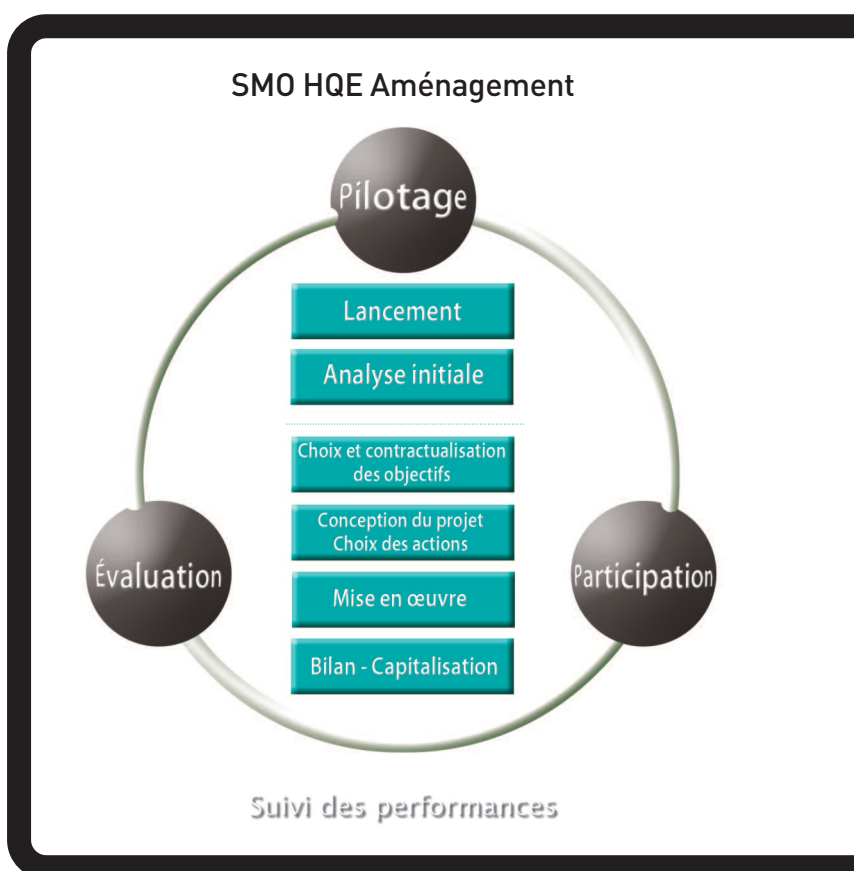 SMO HQE Aménagement
Pilotage
Lancement
Analyse initiale
Choix et contractualisation
des objectifs
Conception du projet
Choix des actions
Évaluation
Participation
Mise en œuvre
Bilan - Capitalisation
Suivi des performances